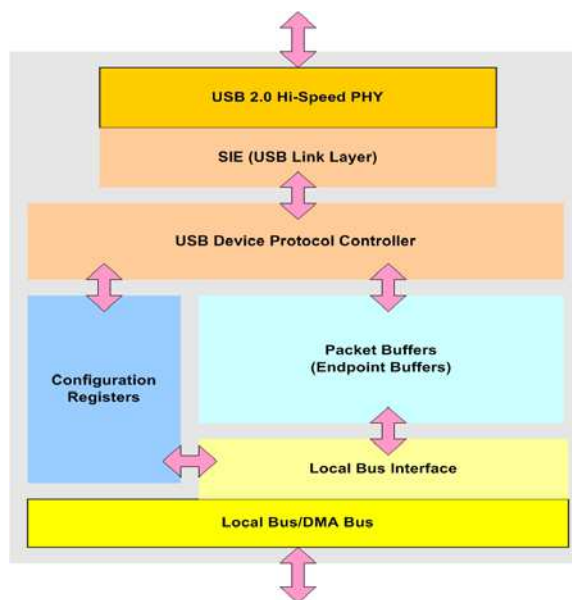 USB 2.0 Hi-Speed PHY
SIE (USB Link Layer)
USB Device Protocol Controller
Packet Buffers
(Endpoint Buffers)
Configuration
Registers
Local Bus Interface
Local Bus/DMA Bus